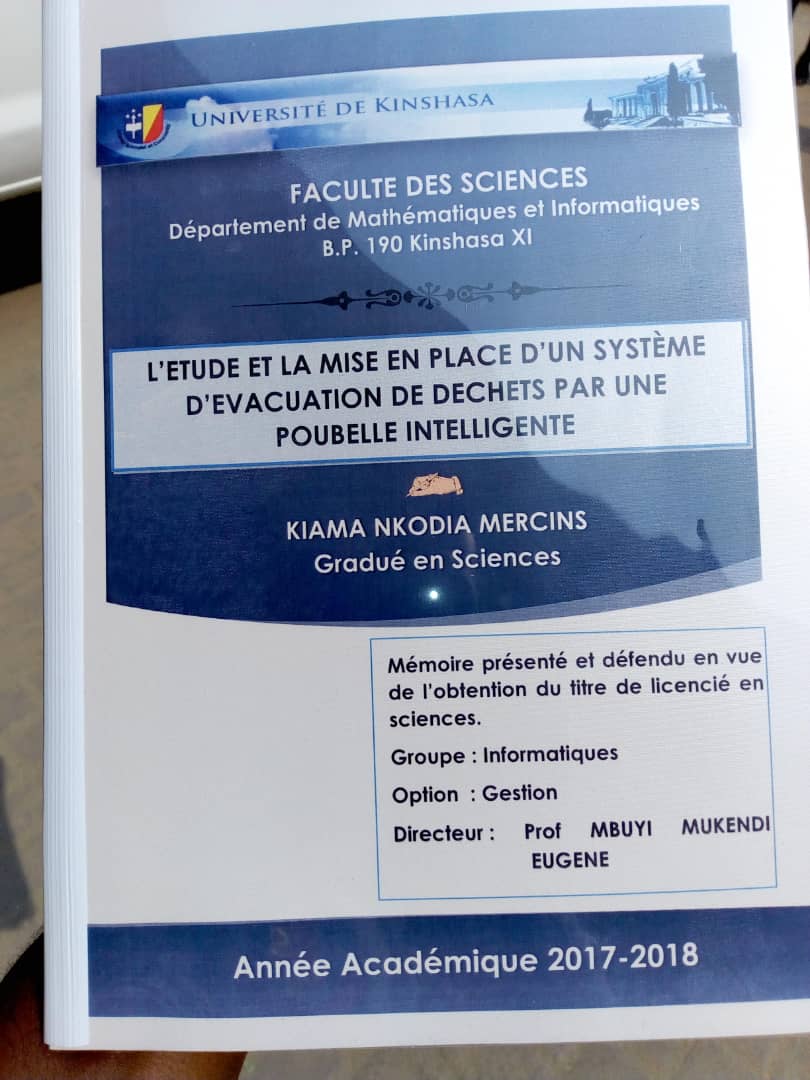 UNIVERSITÉ DE KINSHASA
FACULTE DES SCIENCES
Département de Mathématiques et Informatiques
B.P. 190 Kinshasa XI
L'ETUDE ET LA MISE EN PLACE D'UN SYSTÈME
D'EVACUATION DE DECHETS PAR UNE
POUBELLE INTELLIGENTE
KIAMA NKODIA MERCINS
Gradué en Sciences
Mémoire présenté et défendu en vue
de l'obtention du titre de licencié en
sciences.
Groupe : Informatiques
Option : Gestion
Directeur : Prof MBUYI MUKENDI
EUGENE
Année Académique 2017-2018